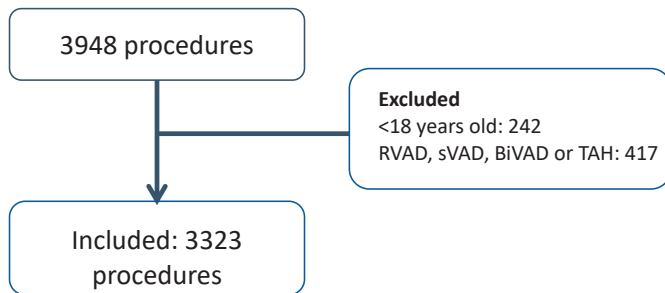 3948 procedures
Excluded
<18 years old: 242
RVAD, sVAD, BiVAD or TAH: 417
Included: 3323
procedures